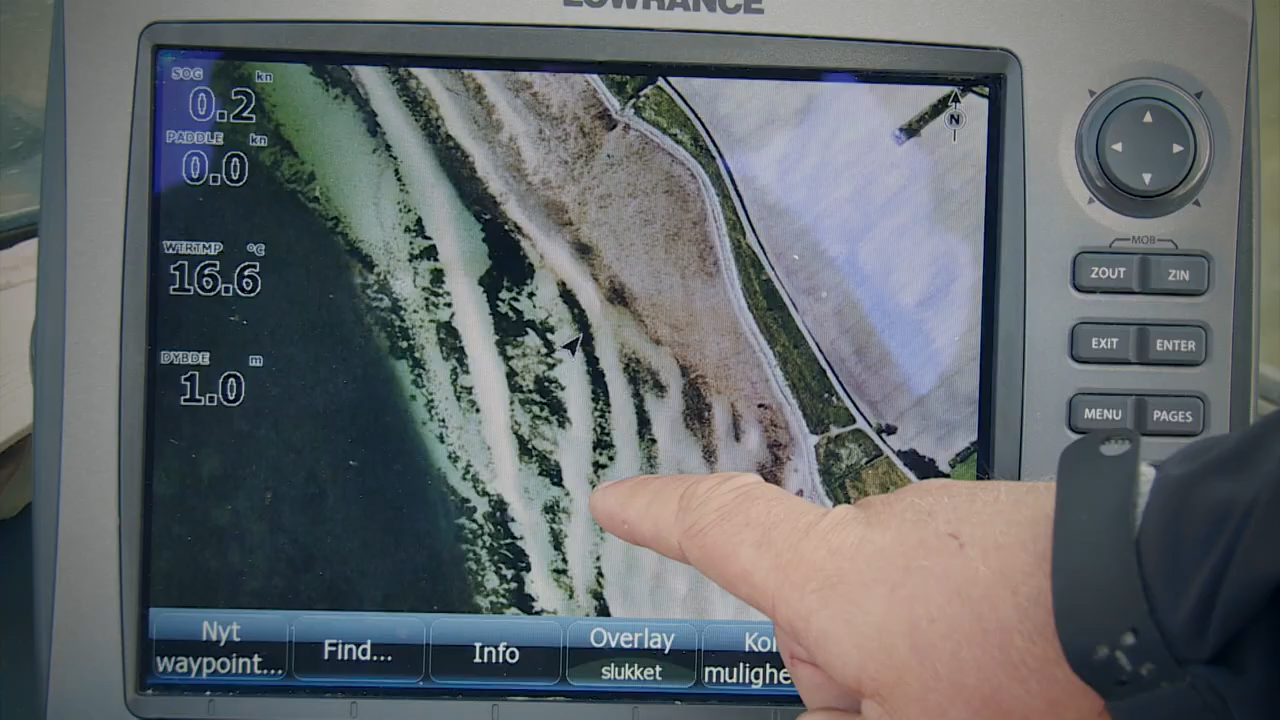 LOWRANCE
SOG kn
0.2
PADDLE kn
0.0
WTRTMP °C
16.6
DYBDE m
1.0
N
MOB
ZOUT ZIN
EXIT ENTER
MENU PAGES
Nyt
waypoint...
Find...
Info
Overlay
slukket